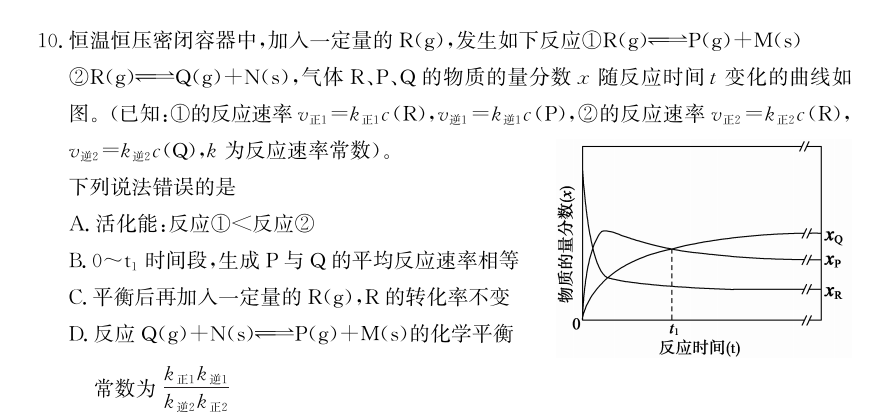 10. 恒温恒压密闭容器中,加入一定量的 R(g),发生如下反应①R(g)⇌P(g)+M(s)
②R(g)⇌Q(g)+N(s),气体 R、P、Q 的物质的量分数 x 随反应时间 t 变化的曲线如
图。(已知:①的反应速率 v正1=k正1c(R),v逆1=k逆1c(P),②的反应速率 v正2=k正2c(R),
v逆2=k逆2c(Q),k 为反应速率常数)。
下列说法错误的是
A. 活化能:反应①<反应②
B. 0~t1 时间段,生成 P 与 Q 的平均反应速率相等
C. 平衡后再加入一定量的 R(g),R 的转化率不变
D. 反应 Q(g)+N(s)⇌P(g)+M(s)的化学平衡
常数为 k正1k逆1/k逆2k正2
物质的量分数(x)
xQ
xP
xR
0
t1
反应时间(t)